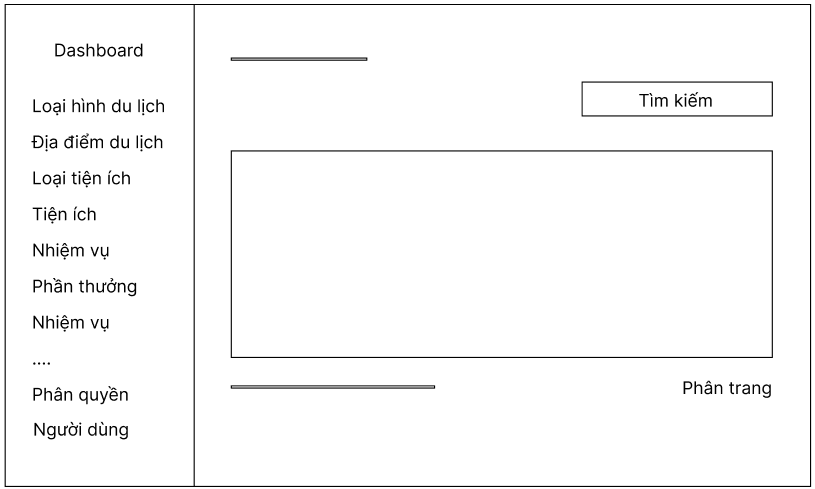 Dashboard
Loại hình du lịch
Địa điểm du lịch
Loại tiện ích
Tiện ích
Nhiệm vụ
Phần thưởng
Nhiệm vụ
....
Phân quyền
Người dùng
Tìm kiếm
Phân trang